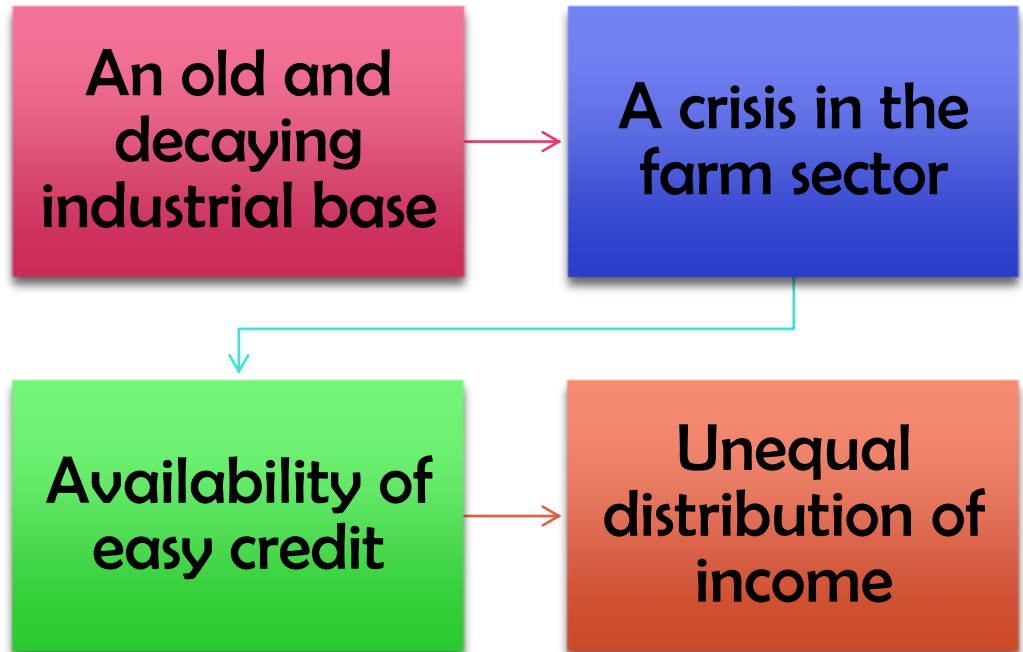 An old and
decaying
industrial base
A crisis in the
farm sector
Availability of
easy credit
Unequal
distribution of
income